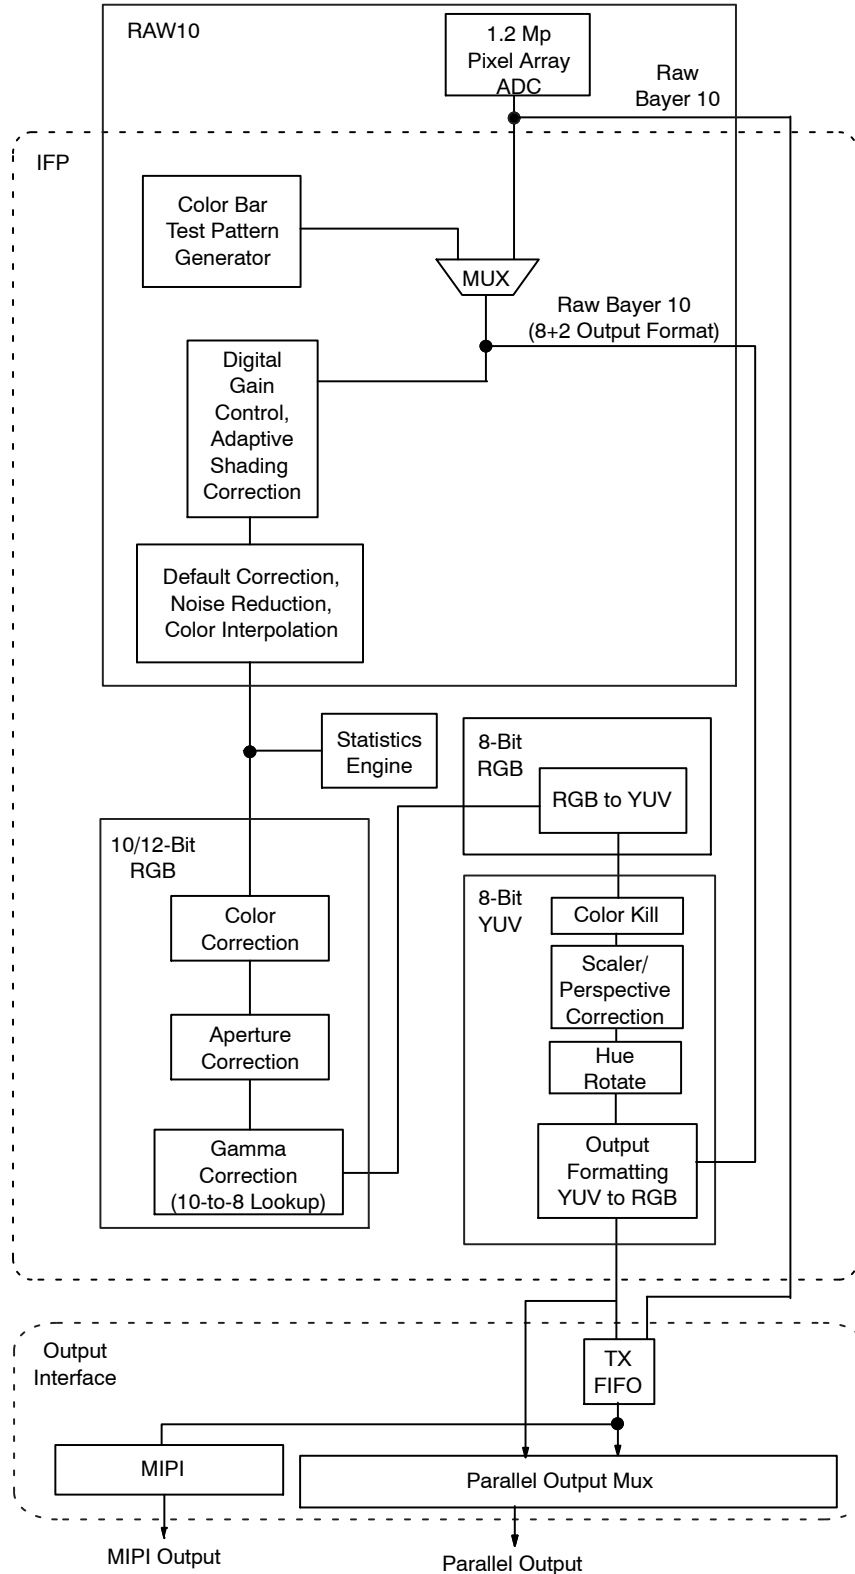 RAW10
1.2 Mp
Pixel Array
ADC
Raw
Bayer 10
IFP
Color Bar
Test Pattern
Generator
MUX
Raw Bayer 10
(8+2 Output Format)
Digital
Gain
Control,
Adaptive
Shading
Correction
Default Correction,
Noise Reduction,
Color Interpolation
Statistics
Engine
8-Bit
RGB
RGB to YUV
10/12-Bit
RGB
Color
Correction
Aperture
Correction
Gamma
Correction
(10-to-8 Lookup)
8-Bit
YUV
Color Kill
Scaler/
Perspective
Correction
Hue
Rotate
Output
Formatting
YUV to RGB
Output
Interface
TX
FIFO
MIPI
Parallel Output Mux
MIPI Output
Parallel Output